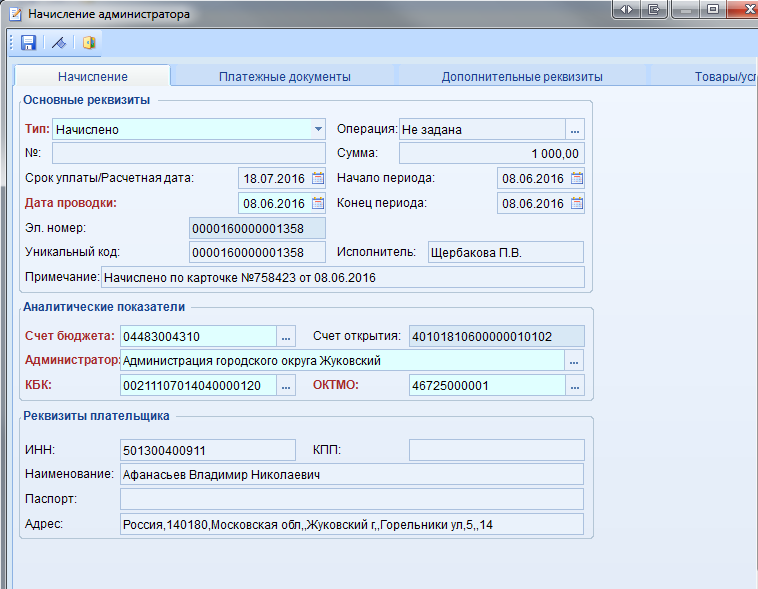 Начисление администратора
Начисление Платежные документы Дополнительные реквизиты Товары/усл
Основные реквизиты
Тип: Начислено Операция: Не задана ...
№: Сумма: 1 000,00
Срок уплаты/Расчетная дата: 18.07.2016 Начало периода: 08.06.2016
Дата проводки: 08.06.2016 Конец периода: 08.06.2016
Эл. номер: 0000160000001358
Уникальный код: 0000160000001358 Исполнитель: Щербакова П.В.
Примечание: Начислено по карточке №758423 от 08.06.2016
Аналитические показатели
Счет бюджета: 04483004310 ... Счет открытия: 40101810600000010102
Администратор: Администрация городского округа Жуковский ...
КБК: 00211107014040000120 ... ОКТМО: 46725000001 ...
Реквизиты плательщика
ИНН: 501300400911 КПП:
Наименование: Афанасьев Владимир Николаевич
Паспорт:
Адрес: Россия,140180,Московская обл,,Жуковский г,,Горельники ул,5,,14